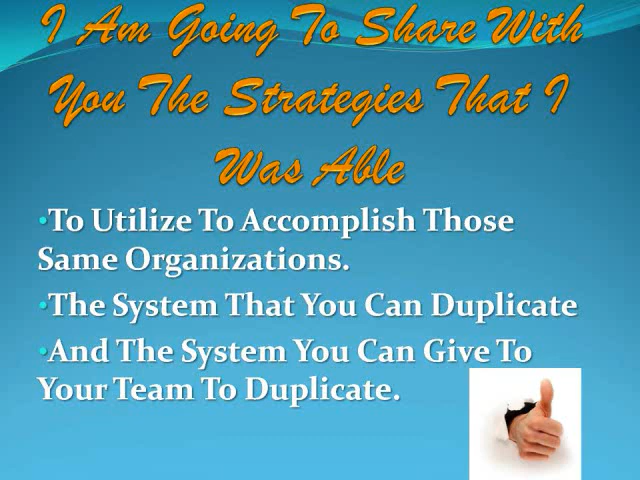 I Am Going To Share With
You The Strategies That I
Was Able
•To Utilize To Accomplish Those
Same Organizations.
•The System That You Can Duplicate
•And The System You Can Give To
Your Team To Duplicate.